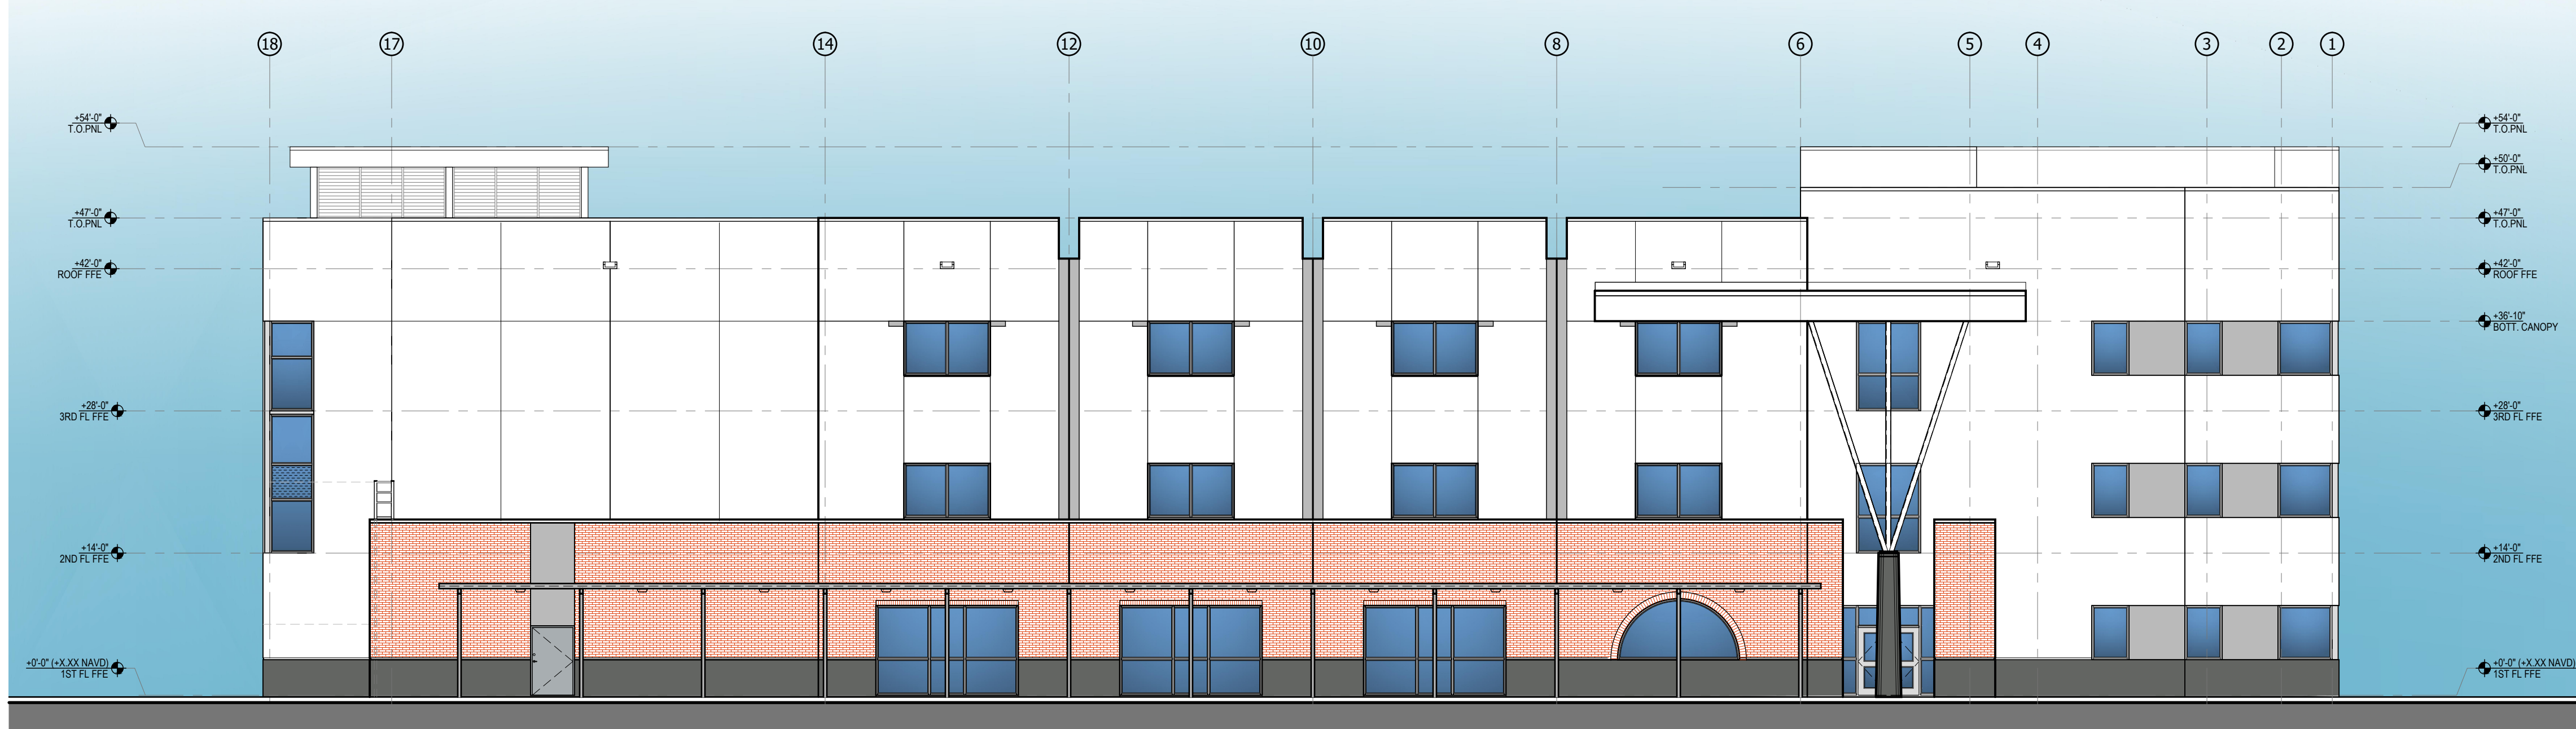 18 17 14 12 10 8 6 5 4 3 2 1
+54'-0"
T.O.PNL
+47'-0"
T.O.PNL
+42'-0"
ROOF FFE
+28'-0"
3RD FL FFE
+14'-0"
2ND FL FFE
+0'-0" (+X.XX NAVD)
1ST FL FFE
+54'-0"
T.O.PNL
+50'-0"
T.O.PNL
+47'-0"
T.O.PNL
+42'-0"
ROOF FFE
+36'-10"
BOTT. CANOPY
+28'-0"
3RD FL FFE
+14'-0"
2ND FL FFE
+0'-0" (+X.XX NAVD)
1ST FL FFE